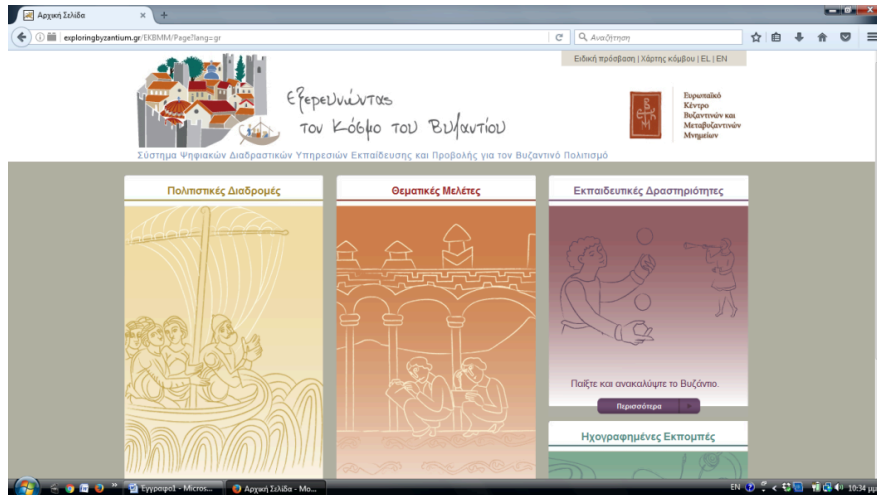 Αρχική Σελίδα
exploringbyzantium.gr/EKBMM/Page?lang=gr
Αναζήτηση
Ειδική πρόσβαση | Χάρτης κόμβου | EL | EN
Εξερευνώντας
τον Κόσμο του Βυζαντίου
Ευρωπαϊκό
Κέντρο
Βυζαντινών και
Μεταβυζαντινών
Μνημείων
Σύστημα Ψηφιακών Διαδραστικών Υπηρεσιών Εκπαίδευσης και Προβολής για τον Βυζαντινό Πολιτισμό
Πολιτιστικές Διαδρομές
Θεματικές Μελέτες
Εκπαιδευτικές Δραστηριότητες
Παίξτε και ανακαλύψτε το Βυζάντιο.
Περισσότερα
Ηχογραφημένες Εκπομπές
Έγγραφο1 - Micros...
Αρχική Σελίδα - Mo...
EN
10:34 μμ